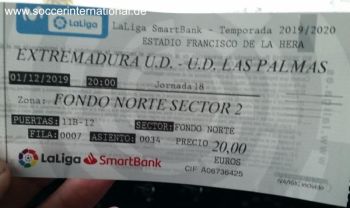 www.soccerinternational.de
LaLiga
LaLiga SmartBank - Temporada 2019/2020
ESTADIO FRANCISCO DE LA HERA
EXTREMADURA U.D. - U.D. LAS PALMAS
01/12/2019 20:00 Jornada 18
Zona: FONDO NORTE SECTOR 2
PUERTAS: 11B-12 SECTOR: FONDO NORTE
FILA: 0007 ASIENTO: 0034 PRECIO 20,00
EUROS
LaLiga SmartBank CIF: A06736425